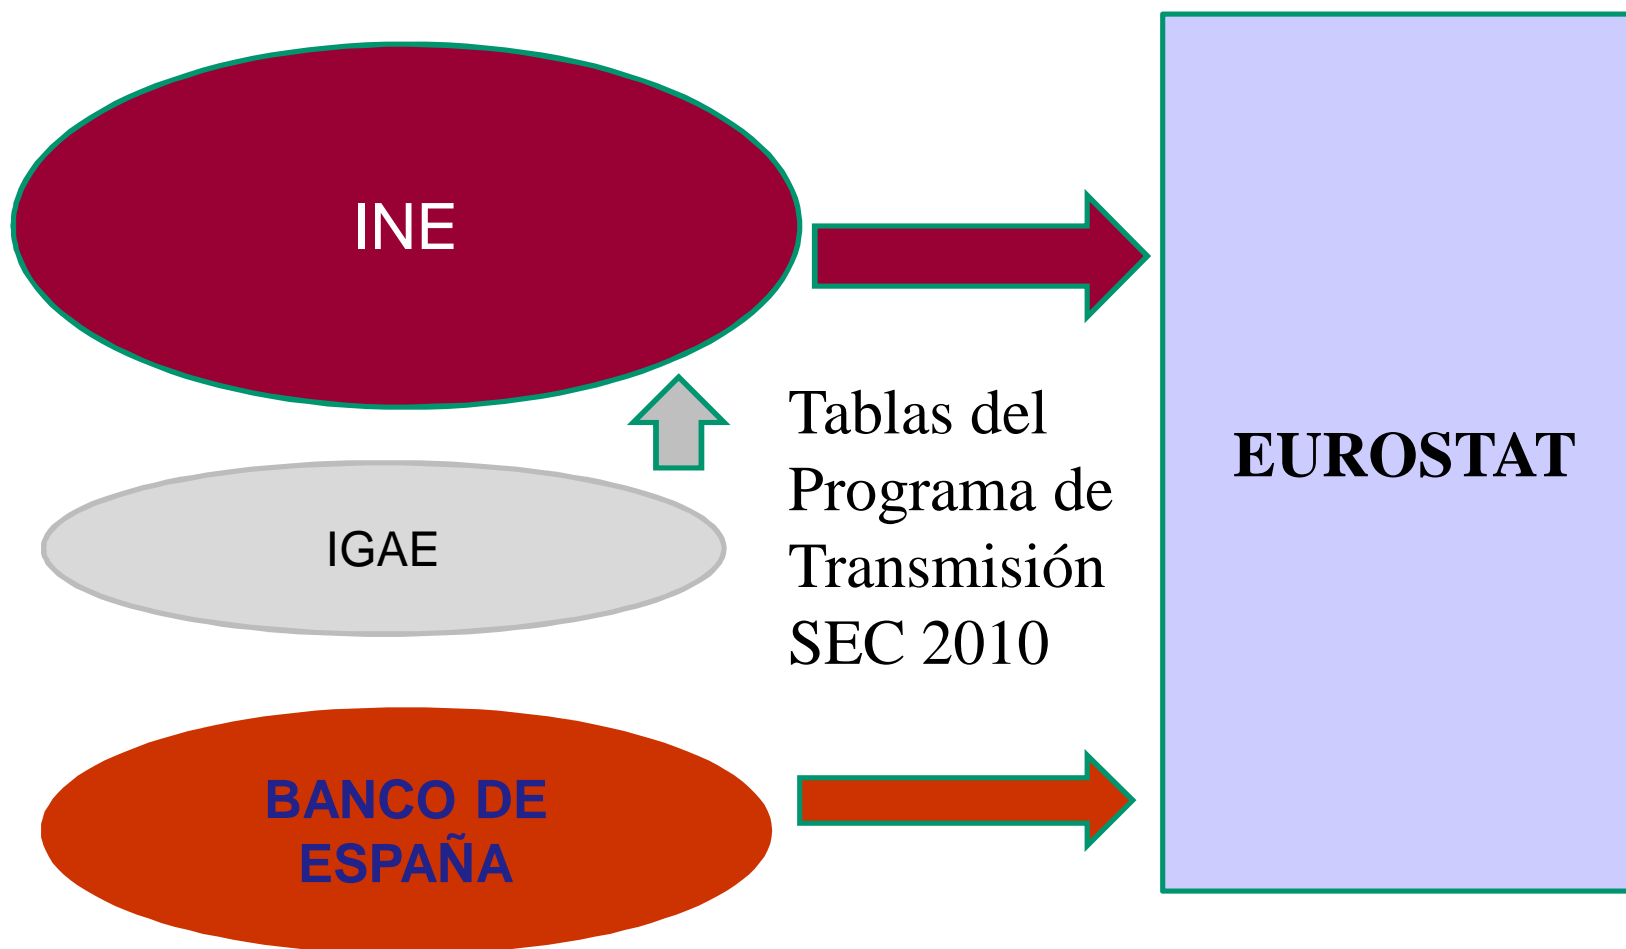 INE
Tablas del
Programa de
Transmisión
SEC 2010
EUROSTAT
IGAE
BANCO DE
ESPAÑA